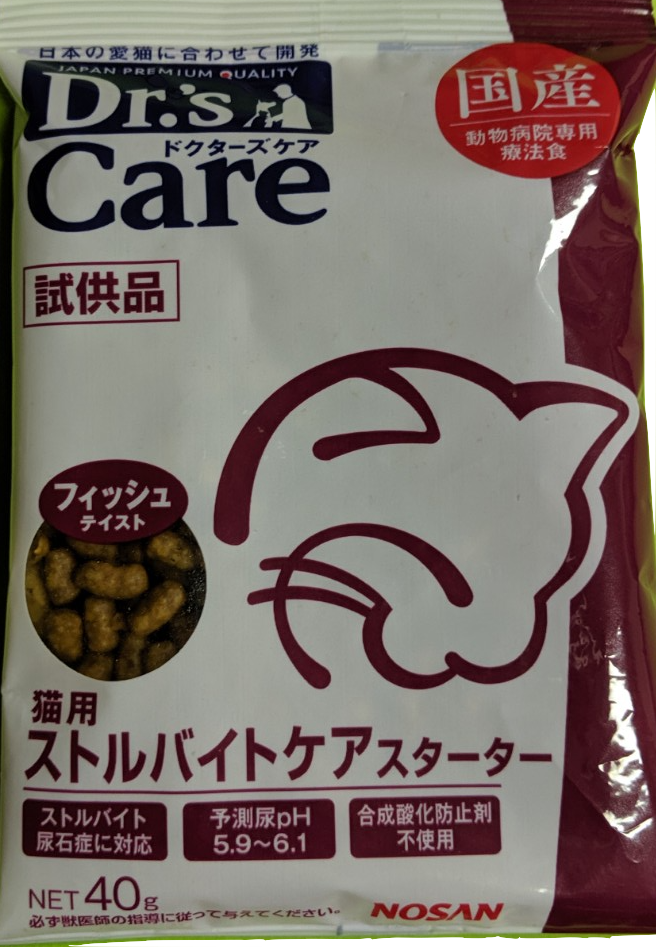 日本の愛猫に合わせて開発
JAPAN PREMIUM QUALITY
Dr.'s
ドクターズケア
Care
国産
動物病院専用
療法食
試供品
フィッシュ
テイスト
猫用
ストルバイトケアスターター
ストルバイト
尿石症に対応
予測尿pH
5.9~6.1
合成酸化防止剤
不使用
NET 40g
必ず獣医師の指導に従って与えてください。
NOSAN